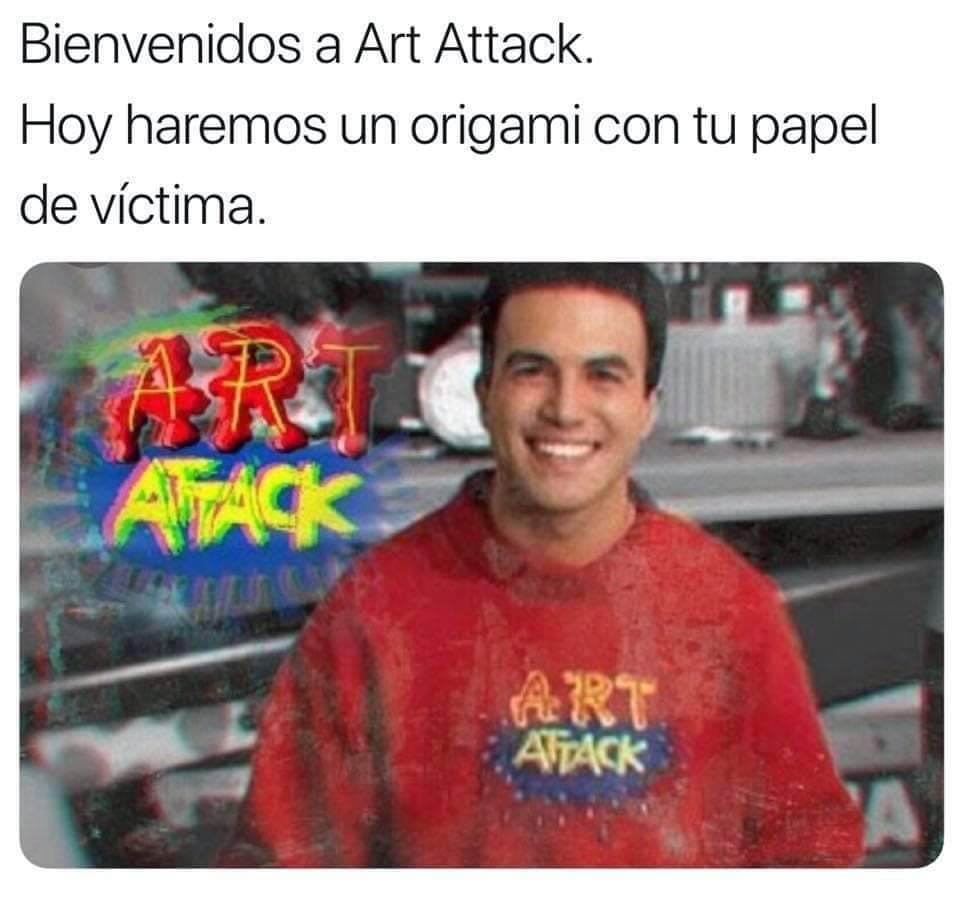 Bienvenidos a Art Attack.
Hoy haremos un origami con tu papel
de víctima.
ART
ATTACK
ART
ATTACK
A